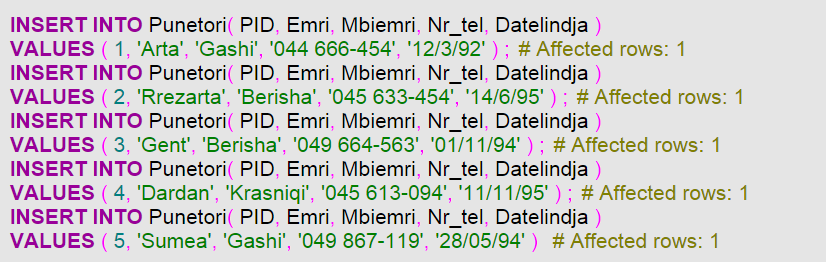 INSERT INTO Punetori( PID, Emri, Mbiemri, Nr_tel, Datelindja )
VALUES ( 1, 'Arta', 'Gashi', '044 666-454', '12/3/92' ) ; # Affected rows: 1
INSERT INTO Punetori( PID, Emri, Mbiemri, Nr_tel, Datelindja )
VALUES ( 2, 'Rrezarta', 'Berisha', '045 633-454', '14/6/95' ) ; # Affected rows: 1
INSERT INTO Punetori( PID, Emri, Mbiemri, Nr_tel, Datelindja )
VALUES ( 3, 'Gent', 'Berisha', '049 664-563', '01/11/94' ) ; # Affected rows: 1
INSERT INTO Punetori( PID, Emri, Mbiemri, Nr_tel, Datelindja )
VALUES ( 4, 'Dardan', 'Krasniqi', '045 613-094', '11/11/95' ) ; # Affected rows: 1
INSERT INTO Punetori( PID, Emri, Mbiemri, Nr_tel, Datelindja )
VALUES ( 5, 'Sumea', 'Gashi', '049 867-119', '28/05/94' ) # Affected rows: 1